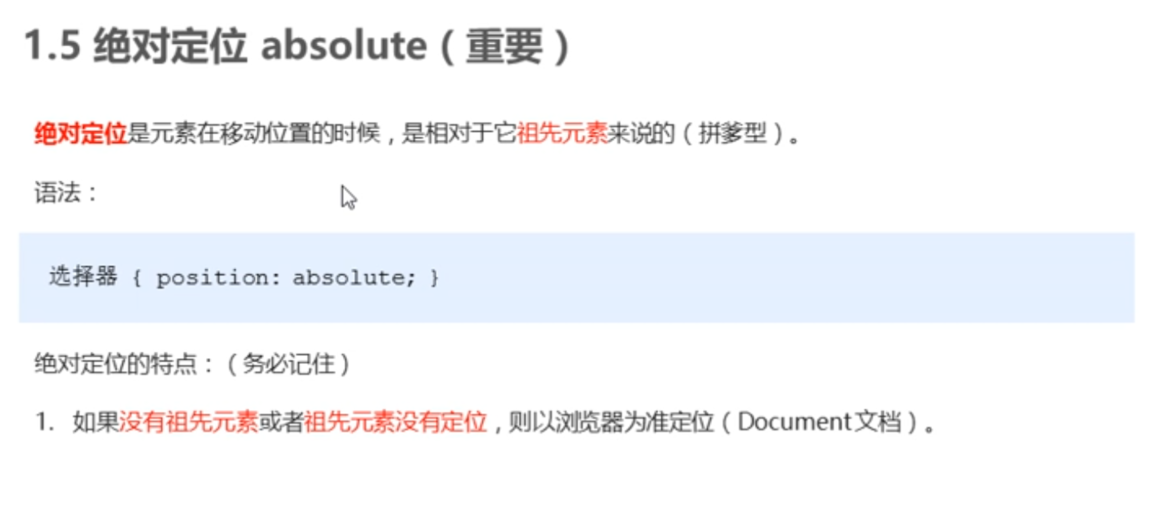 1.5 绝对定位 absolute（重要）
绝对定位是元素在移动位置的时候，是相对于它祖先元素来说的（拼爹型）。
语法：
选择器 { position: absolute; }
绝对定位的特点：（务必记住）
1. 如果没有祖先元素或者祖先元素没有定位，则以浏览器为准定位（Document文档）。